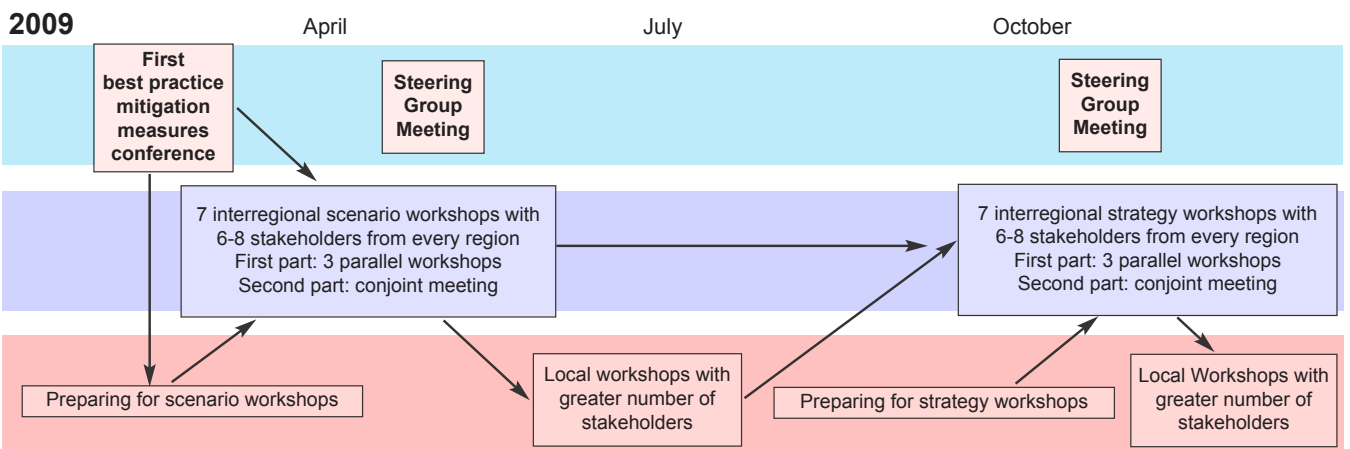 2009
April
July
October
First
best practice
mitigation
measures
conference
Steering
Group
Meeting
Steering
Group
Meeting
7 interregional scenario workshops with
6-8 stakeholders from every region
First part: 3 parallel workshops
Second part: conjoint meeting
7 interregional strategy workshops with
6-8 stakeholders from every region
First part: 3 parallel workshops
Second part: conjoint meeting
Preparing for scenario workshops
Local workshops with
greater number of
stakeholders
Preparing for strategy workshops
Local Workshops with
greater number of
stakeholders